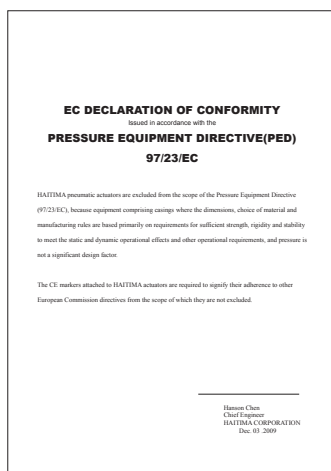 EC DECLARATION OF CONFORMITY
Issued in accordance with the
PRESSURE EQUIPMENT DIRECTIVE(PED)
97/23/EC
HAITIMA pneumatic actuators are excluded from the scope of the Pressure Equipment Directive
(97/23/EC), because equipment comprising casings where the dimensions, choice of material and
manufacturing rules are based primarily on requirements for sufficient strength, rigidity and stability
to meet the static and dynamic operational effects and other operational requirements, and pressure is
not a significant design factor.
The CE markers attached to HAITIMA actuators are required to signify their adherence to other
European Commission directives from the scope of which they are not excluded.
Hanson Chen
Chief Engineer
HAITIMA CORPORATION
Dec. 03 .2009